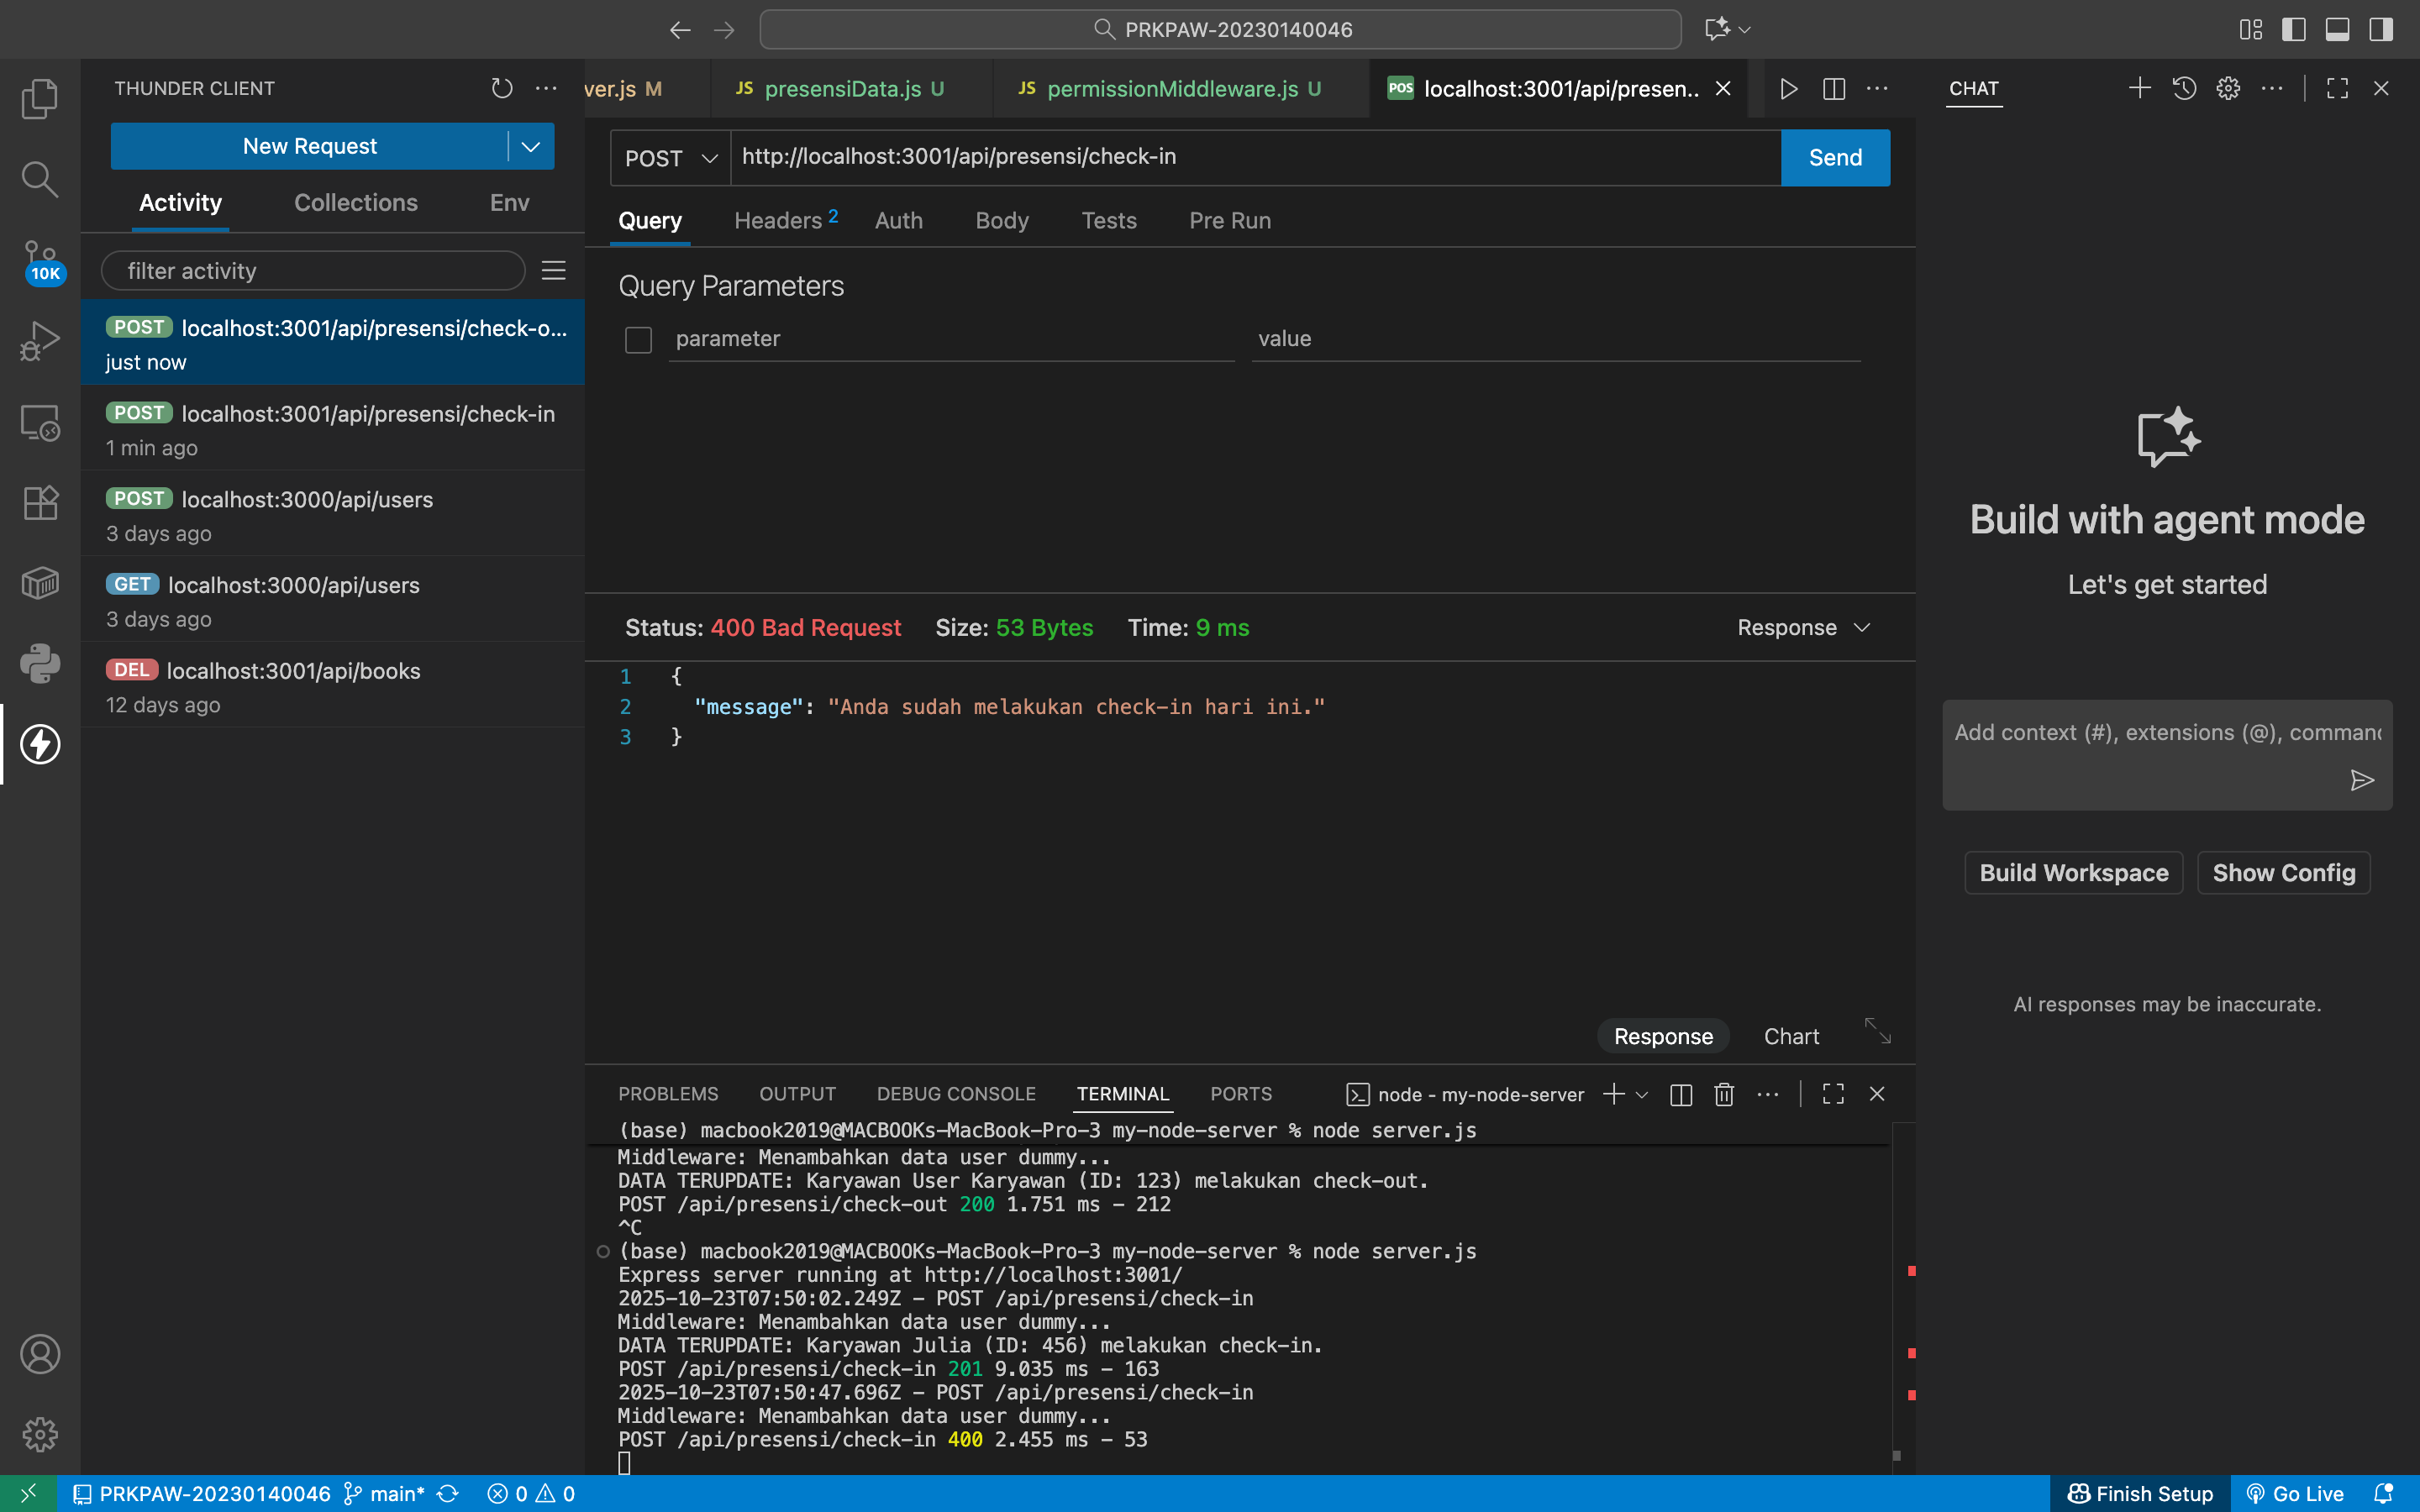 PRKPAW-20230140046
THUNDER CLIENT
New Request
Activity Collections Env
filter activity
POST localhost:3001/api/presensi/check-o...
just now
POST localhost:3001/api/presensi/check-in
1 min ago
POST localhost:3000/api/users
3 days ago
GET localhost:3000/api/users
3 days ago
DEL localhost:3001/api/books
12 days ago
10K
ver.js M
JS presensiData.js U
JS permissionMiddleware.js U
POS localhost:3001/api/presen..
POST http://localhost:3001/api/presensi/check-in Send
Query Headers 2 Auth Body Tests Pre Run
Query Parameters
parameter value
Status: 400 Bad Request Size: 53 Bytes Time: 9 ms Response
1 {
2 "message": "Anda sudah melakukan check-in hari ini."
3 }
Response Chart
PROBLEMS OUTPUT DEBUG CONSOLE TERMINAL PORTS node - my-node-server
(base) macbook2019@MACBOOKs-MacBook-Pro-3 my-node-server % node server.js
Middleware: Menambahkan data user dummy...
DATA TERUPDATE: Karyawan User Karyawan (ID: 123) melakukan check-out.
POST /api/presensi/check-out 200 1.751 ms - 212
^C
(base) macbook2019@MACBOOKs-MacBook-Pro-3 my-node-server % node server.js
Express server running at http://localhost:3001/
2025-10-23T07:50:02.249Z - POST /api/presensi/check-in
Middleware: Menambahkan data user dummy...
DATA TERUPDATE: Karyawan Julia (ID: 456) melakukan check-in.
POST /api/presensi/check-in 201 9.035 ms - 163
2025-10-23T07:50:47.696Z - POST /api/presensi/check-in
Middleware: Menambahkan data user dummy...
POST /api/presensi/check-in 400 2.455 ms - 53
CHAT
Build with agent mode
Let's get started
Add context (#), extensions (@), comman
Build Workspace Show Config
AI responses may be inaccurate.
PRKPAW-20230140046 main* 0 0 Finish Setup Go Live